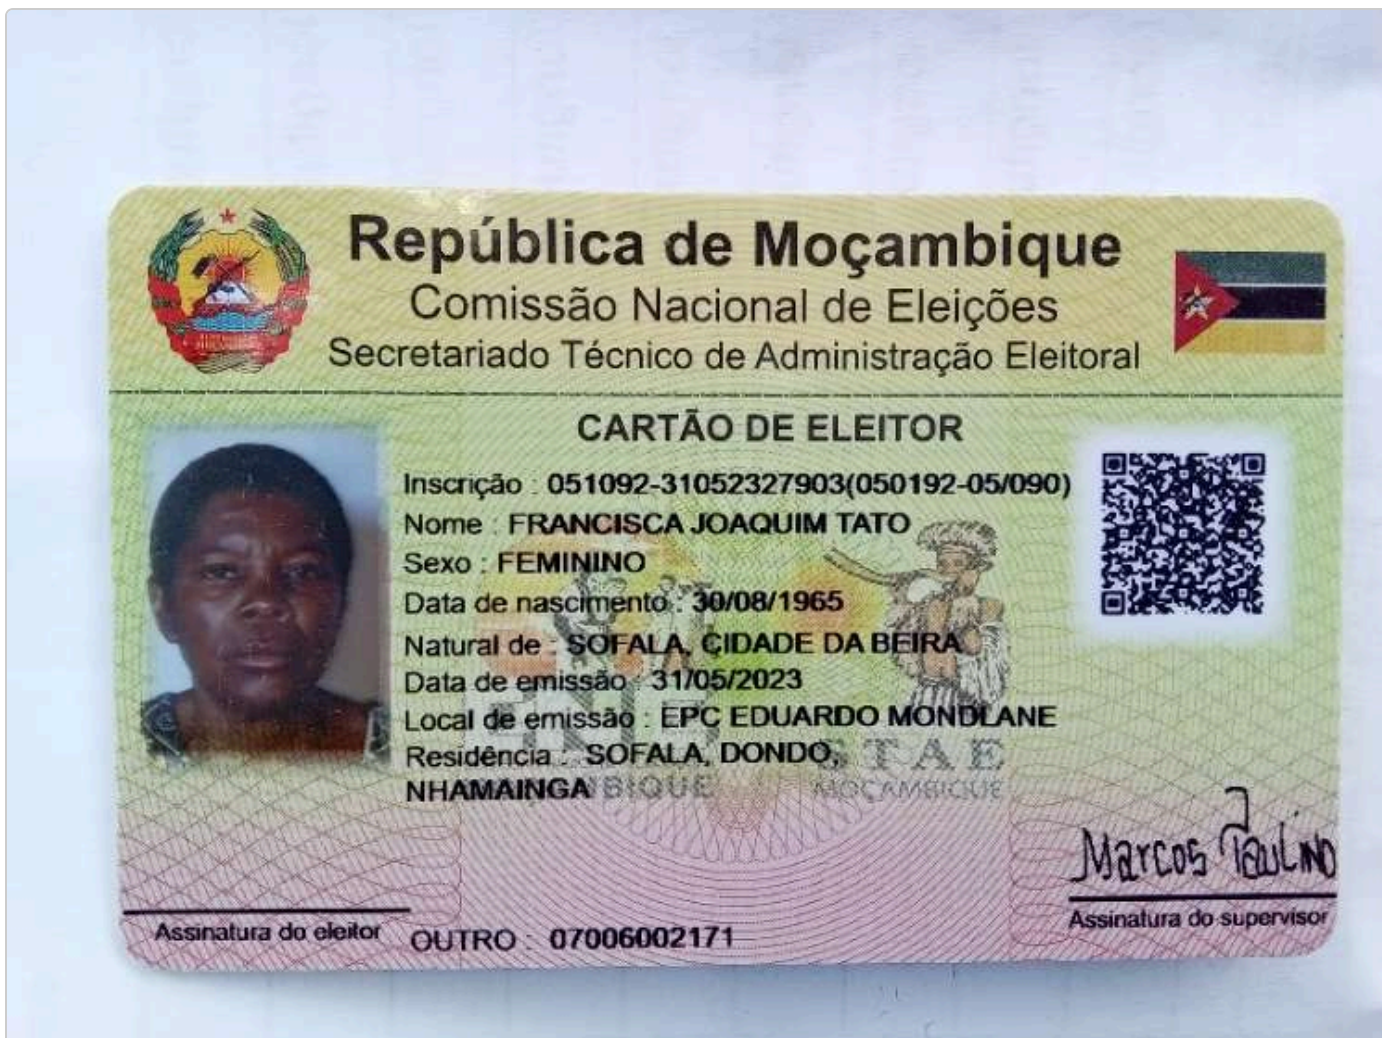 República de Moçambique
Comissão Nacional de Eleições
Secretariado Técnico de Administração Eleitoral
CARTÃO DE ELEITOR
Inscrição : 051092-31052327903(050192-05/090)
Nome : FRANCISCA JOAQUIM TATO
Sexo : FEMININO
Data de nascimento : 30/08/1965
Natural de : SOFALA, CIDADE DA BEIRA
Data de emissão : 31/05/2023
Local de emissão : EPC EDUARDO MONDLANE
Residência : SOFALA, DONDO,
NHAMAINGA
STAE
MOÇAMBIQUE
Marcos Paulino
Assinatura do eleitor
Assinatura do supervisor
OUTRO : 07006002171